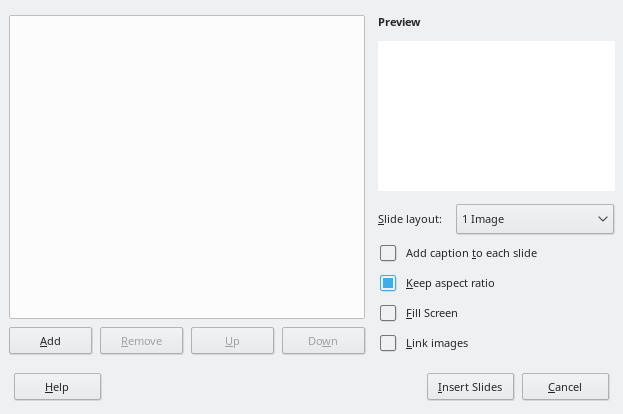 Preview
Slide layout:
1 Image
Add caption to each slide
Keep aspect ratio
Fill Screen
Link images
Add
Remove
Up
Down
Help
Insert Slides
Cancel